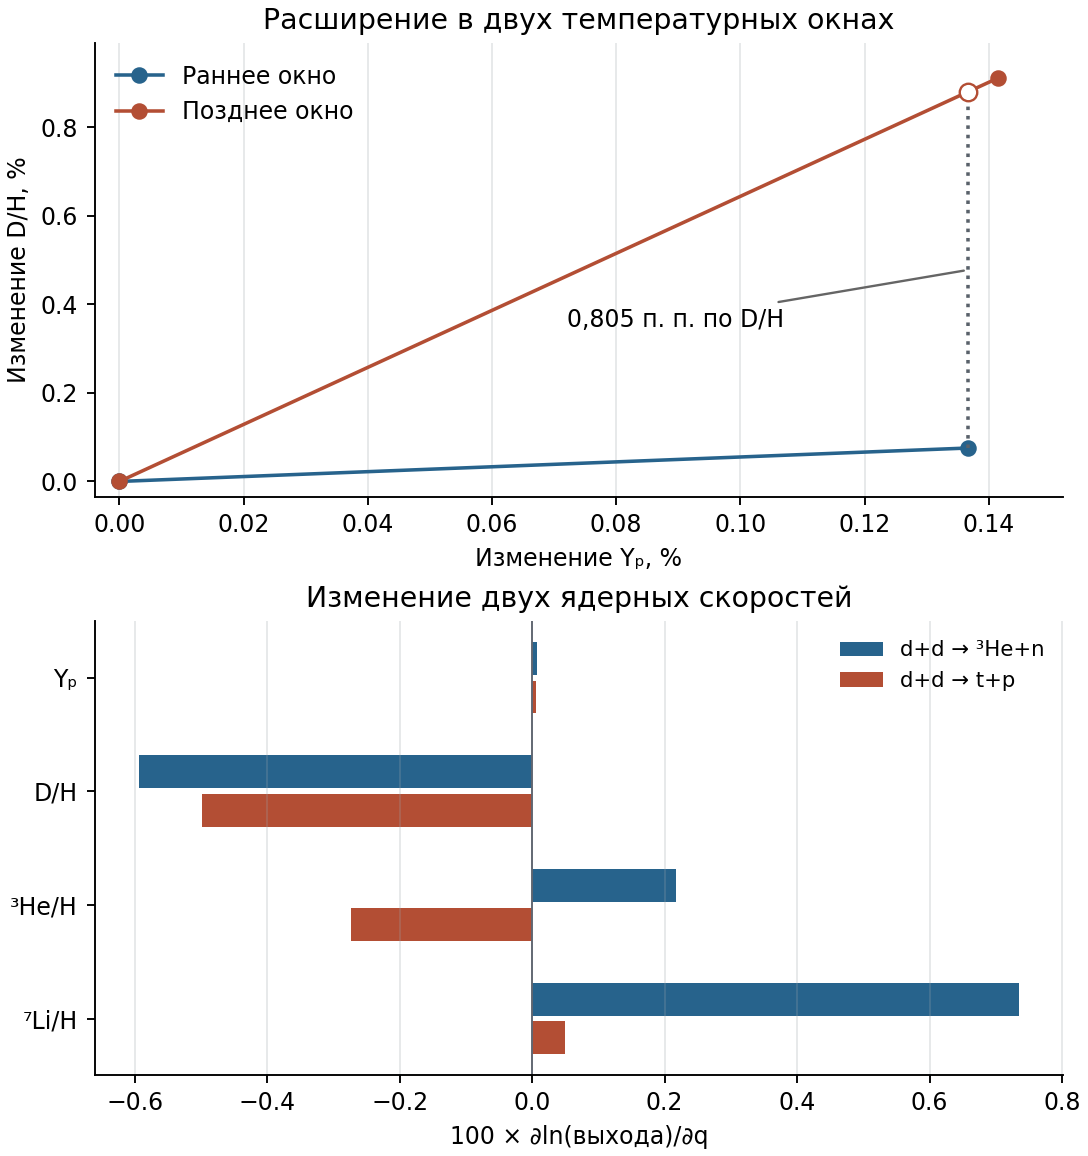 Расширение в двух температурных окнах
Раннее окно
Позднее окно
Изменение D/H, %
0.8
0.6
0.4
0.2
0.0
0,805 п. п. по D/H
0.00 0.02 0.04 0.06 0.08 0.10 0.12 0.14
Изменение Yₚ, %
Изменение двух ядерных скоростей
d+d → ³He+n
d+d → t+p
Yₚ
D/H
³He/H
⁷Li/H
−0.6 −0.4 −0.2 0.0 0.2 0.4 0.6 0.8
100 × ∂ln(выхода)/∂q